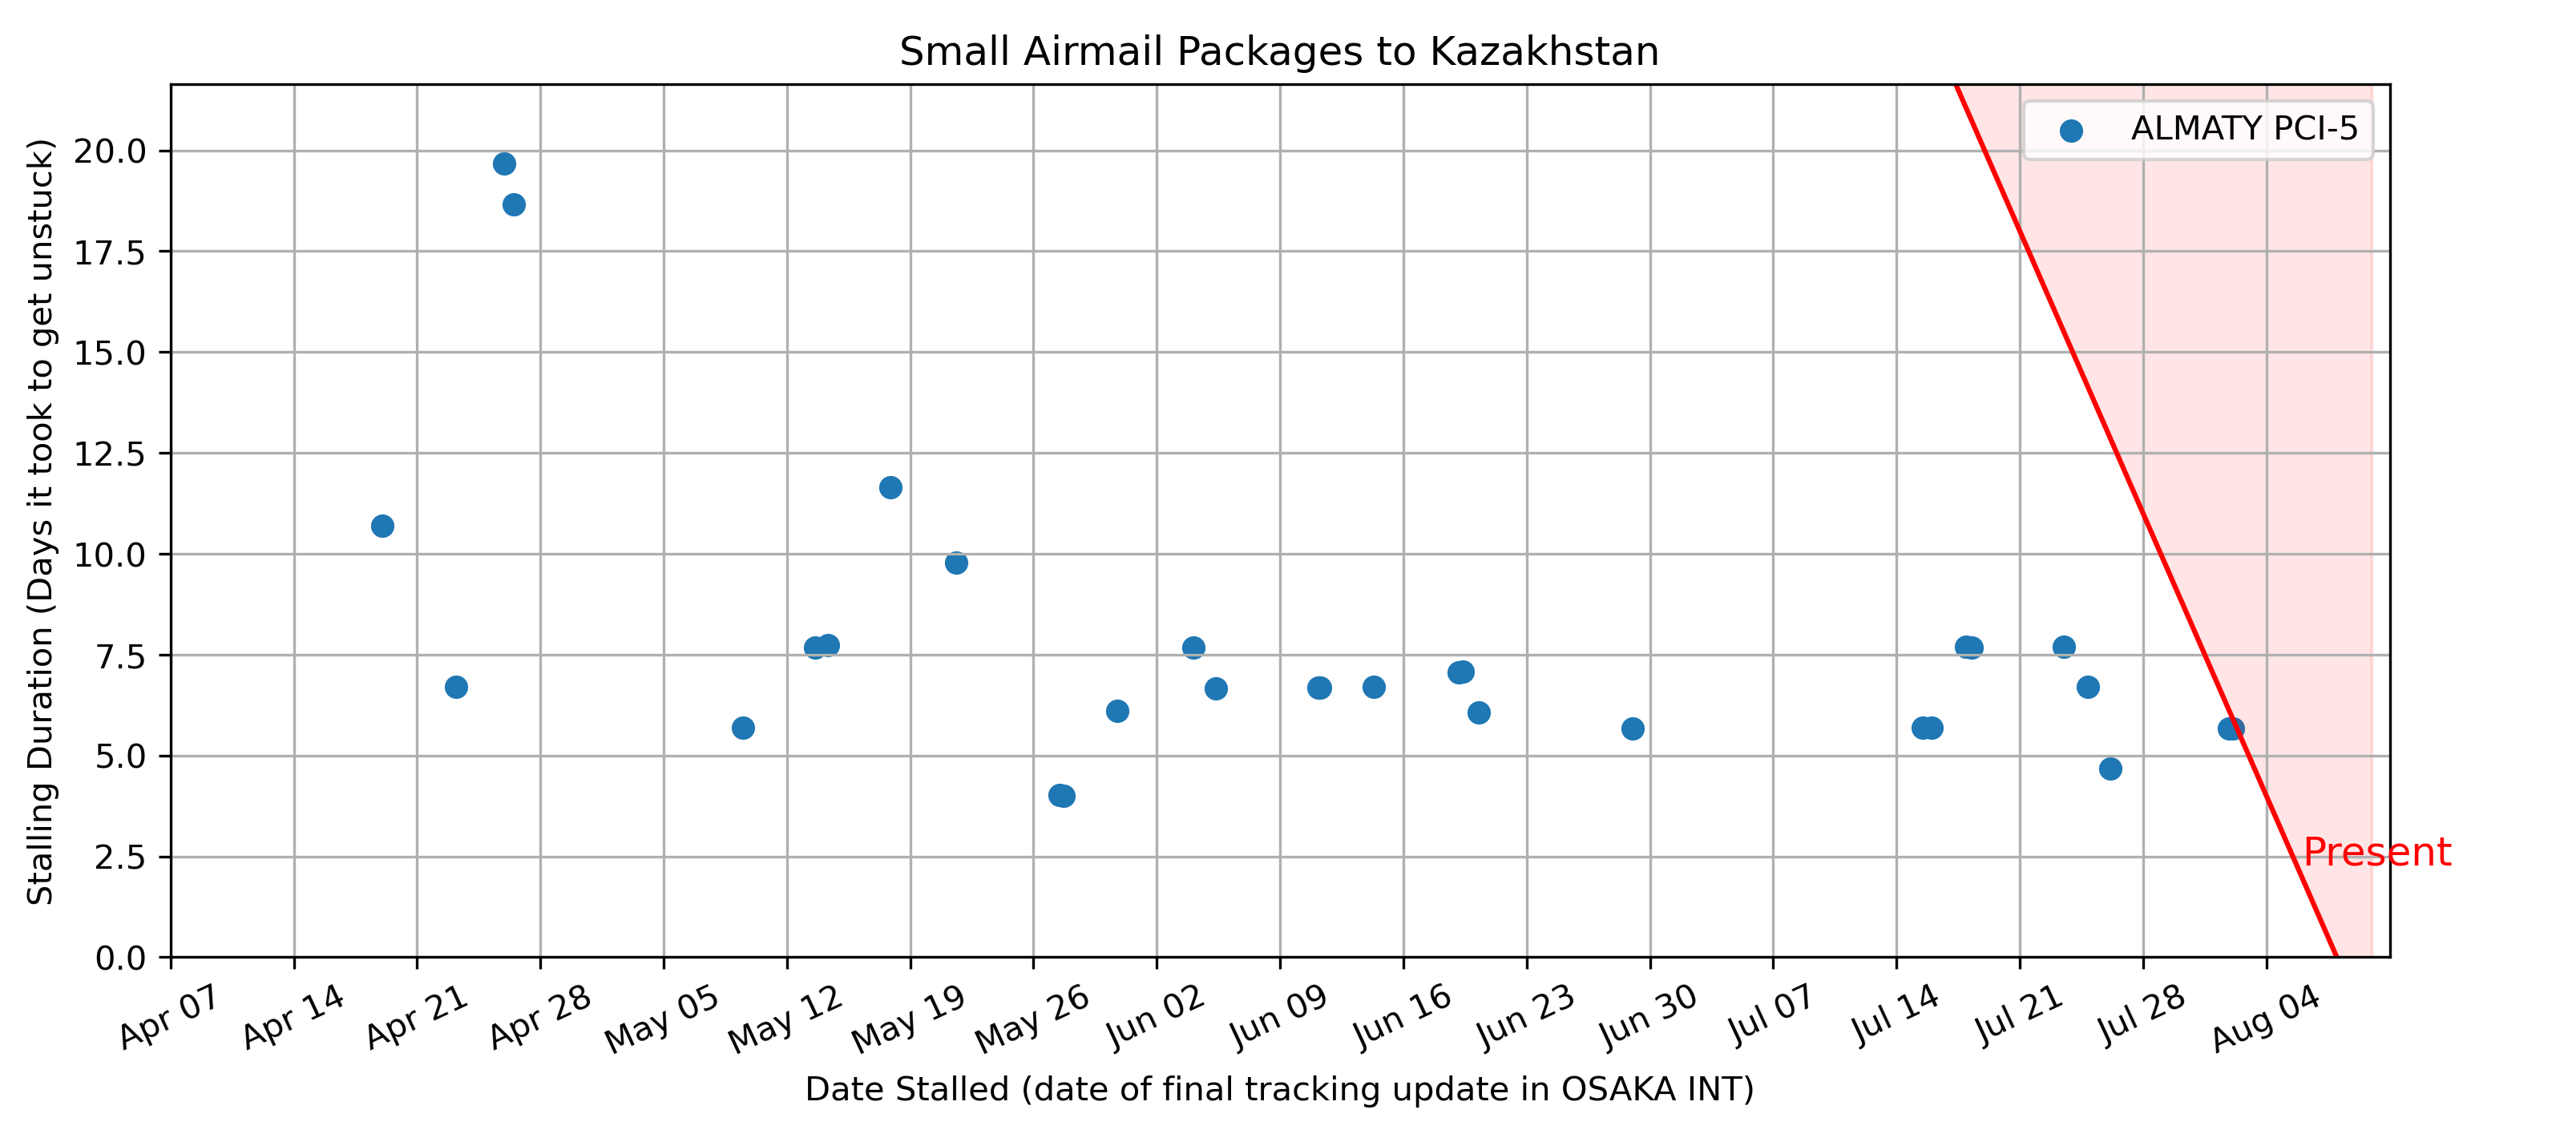 Small Airmail Packages to Kazakhstan
ALMATY PCI-5
Stalling Duration (Days it took to get unstuck)
20.0
17.5
15.0
12.5
10.0
7.5
5.0
2.5
0.0
Present
Apr 07 Apr 14 Apr 21 Apr 28 May 05 May 12 May 19 May 26 Jun 02 Jun 09 Jun 16 Jun 23 Jun 30 Jul 07 Jul 14 Jul 21 Jul 28 Aug 04
Date Stalled (date of final tracking update in OSAKA INT)